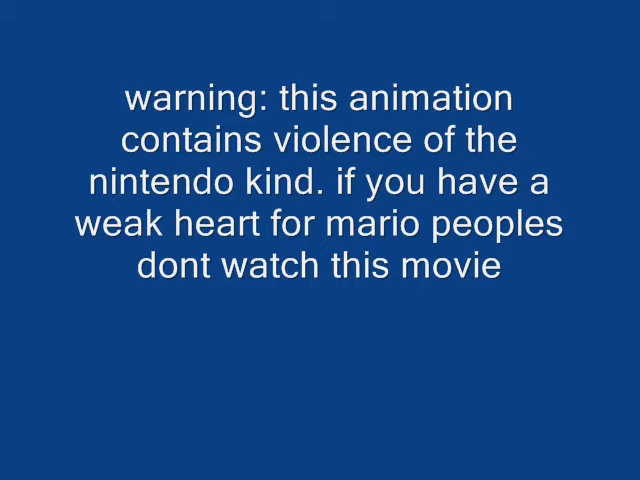 warning: this animation
contains violence of the
nintendo kind. if you have a
weak heart for mario peoples
dont watch this movie